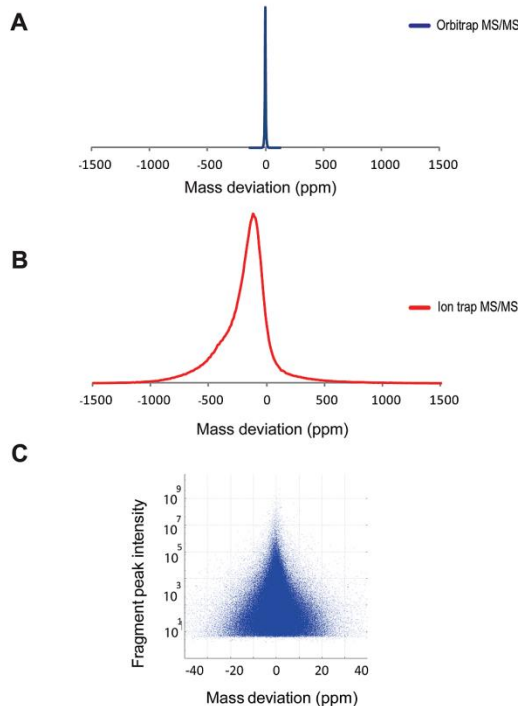 A
Orbitrap MS/MS
-1500 -1000 -500 0 500 1000 1500
Mass deviation (ppm)
B
Ion trap MS/MS
-1500 -1000 -500 0 500 1000 1500
Mass deviation (ppm)
C
Fragment peak intensity
10^9
10^7
10^5
10^3
10^1
-40 -20 0 20 40
Mass deviation (ppm)